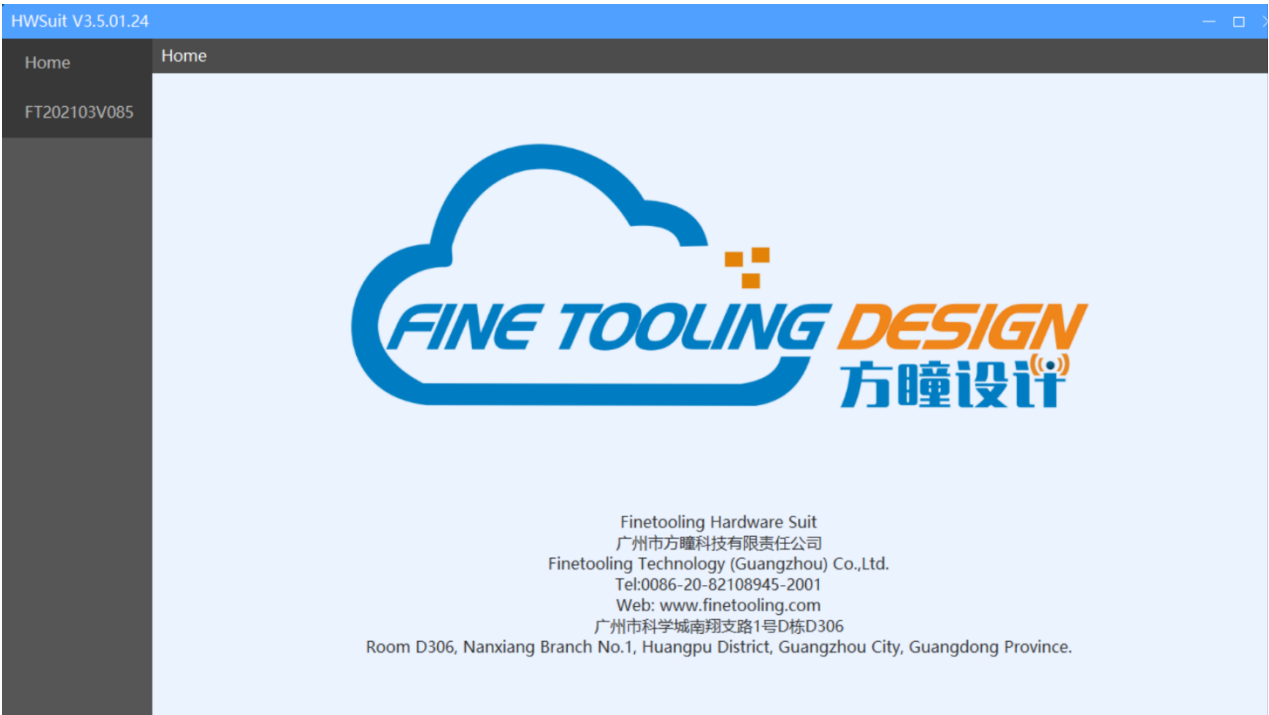 HWSuit V3.5.01.24
Home
Home
FT202103V085
FINE TOOLING DESIGN
方瞳设计
Finetooling Hardware Suit
广州市方瞳科技有限责任公司
Finetooling Technology (Guangzhou) Co.,Ltd.
Tel:0086-20-82108945-2001
Web: www.finetooling.com
广州市科学城南翔支路1号D栋D306
Room D306, Nanxiang Branch No.1, Huangpu District, Guangzhou City, Guangdong Province.